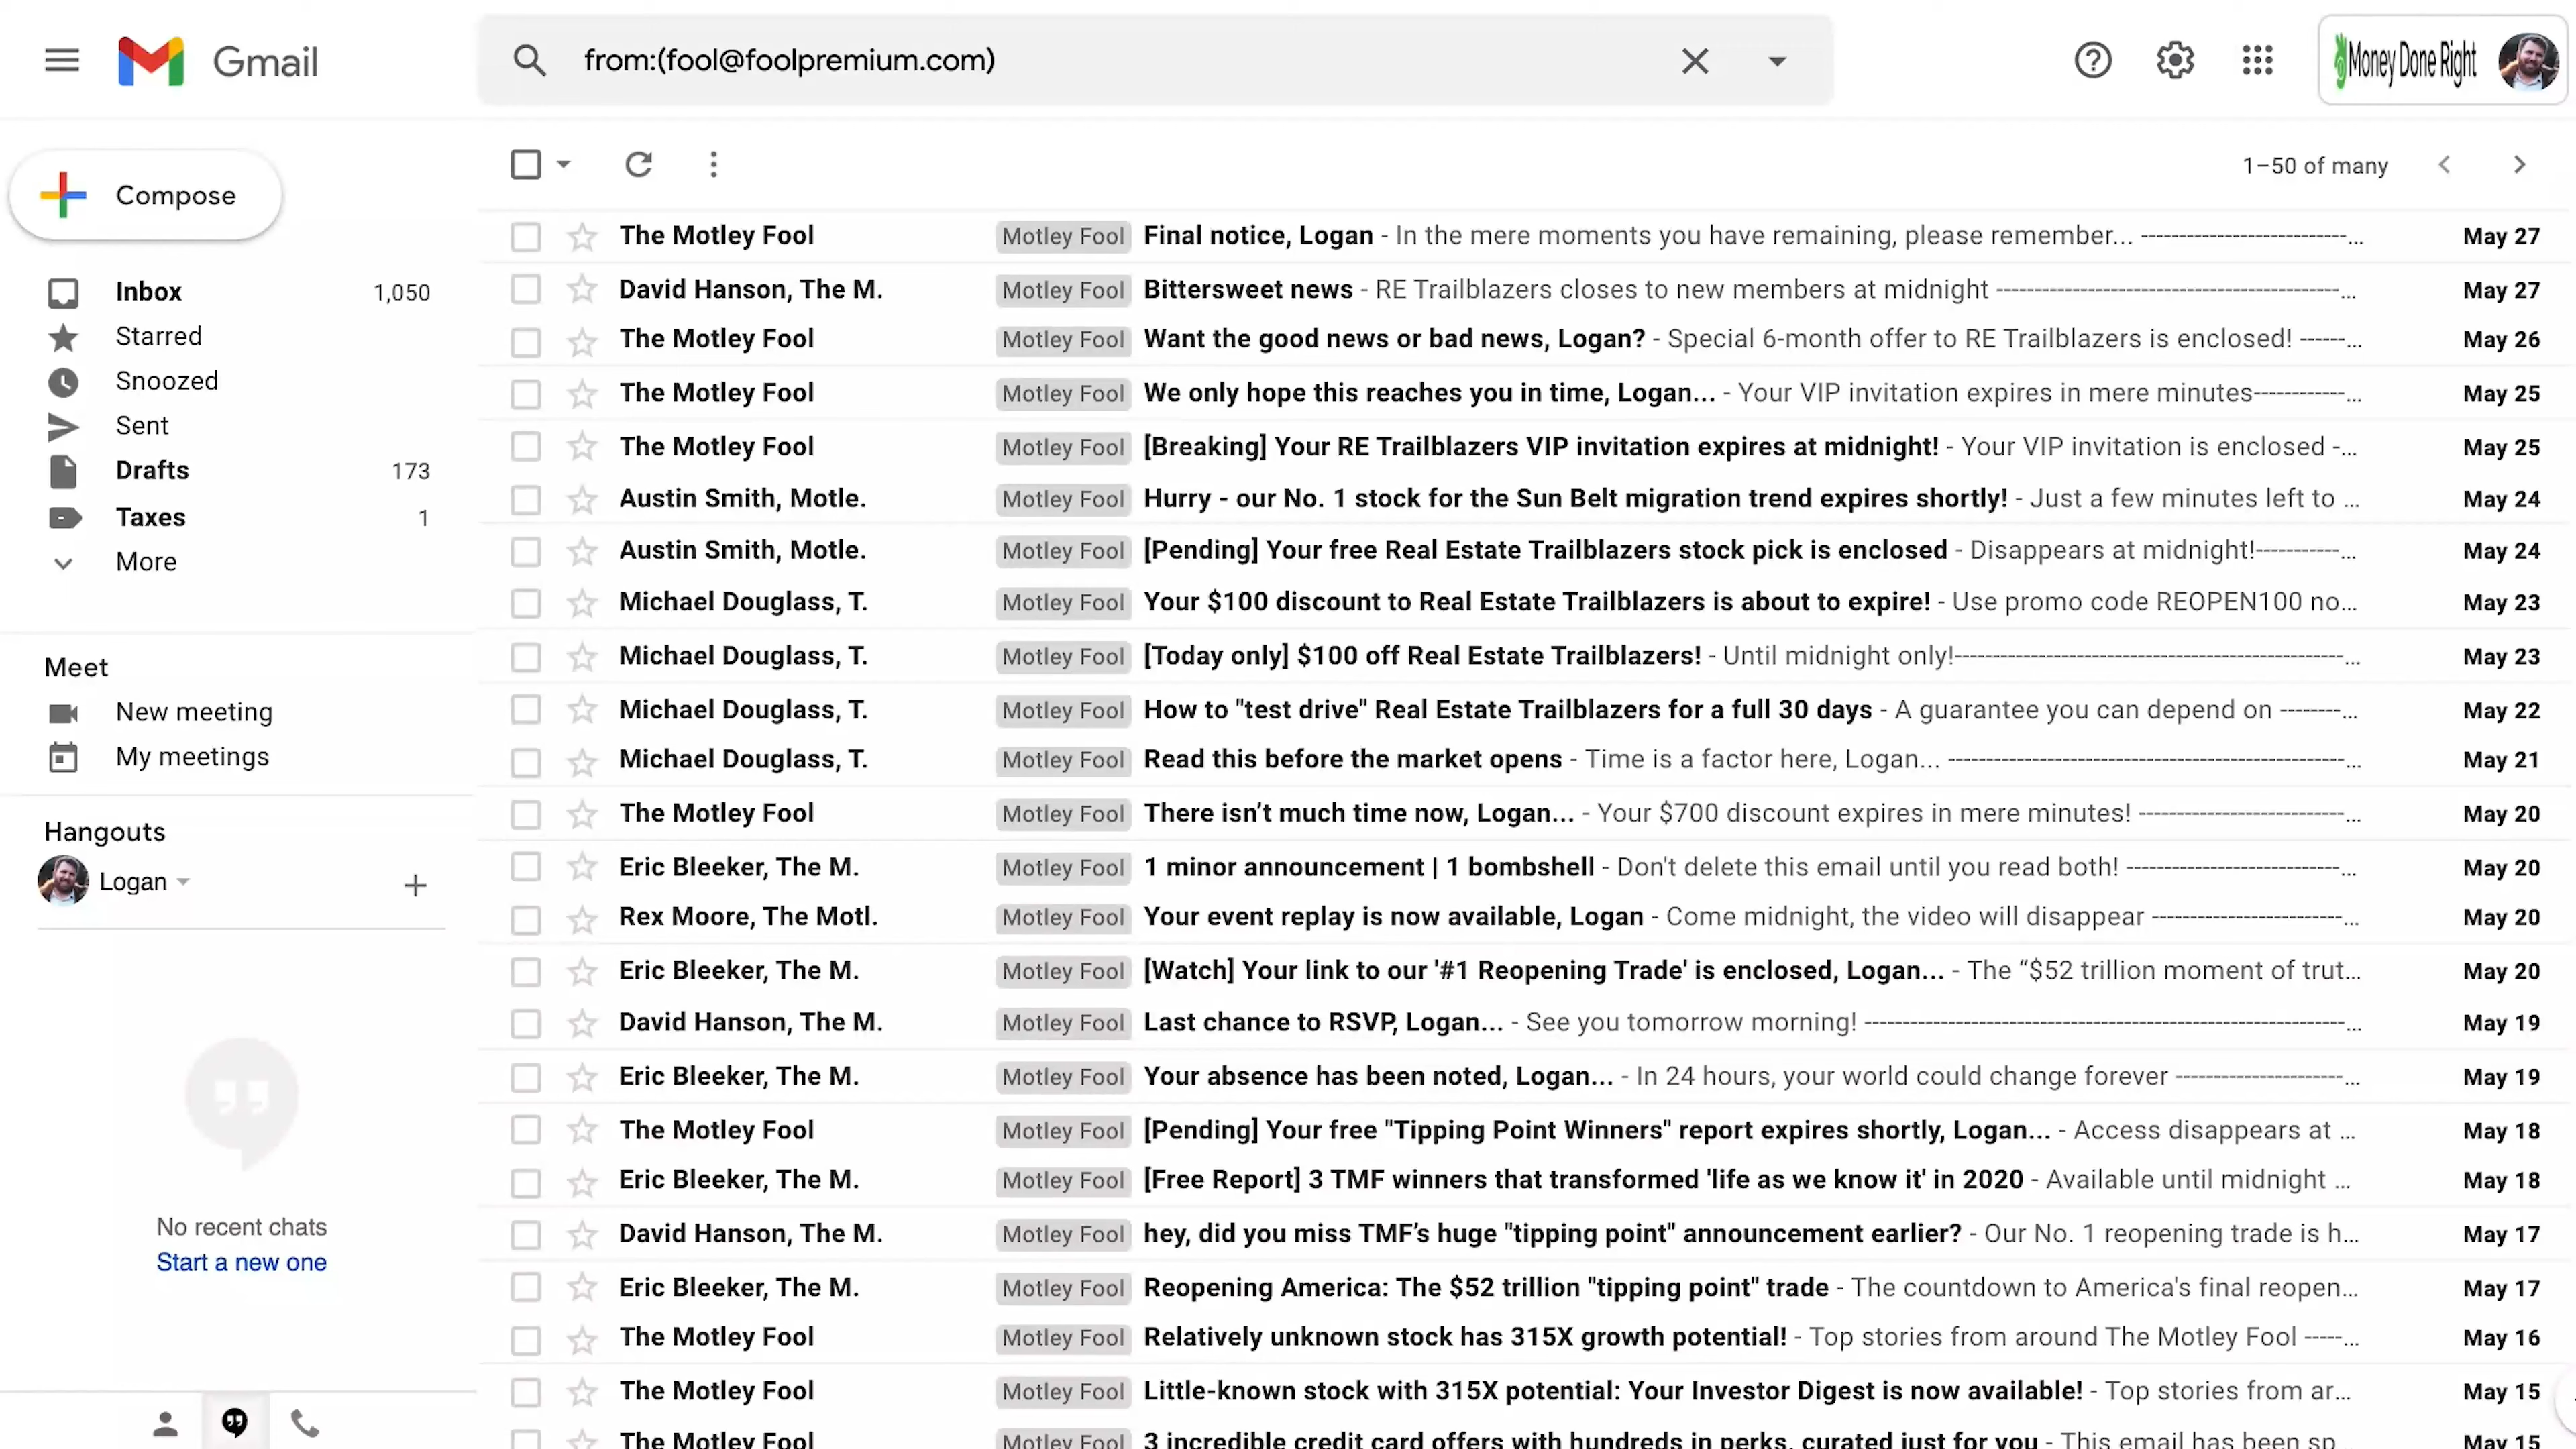 Gmail
from:(fool@foolpremium.com)
Money Done Right
Compose
1–50 of many
Inbox 1,050
Starred
Snoozed
Sent
Drafts 173
Taxes 1
More
Meet
New meeting
My meetings
Hangouts
Logan
No recent chats
Start a new one
The Motley Fool Motley Fool Final notice, Logan - In the mere moments you have remaining, please remember... ---------------------------... May 27
David Hanson, The M. Motley Fool Bittersweet news - RE Trailblazers closes to new members at midnight ---------------------------------------------... May 27
The Motley Fool Motley Fool Want the good news or bad news, Logan? - Special 6-month offer to RE Trailblazers is enclosed! ------... May 26
The Motley Fool Motley Fool We only hope this reaches you in time, Logan... - Your VIP invitation expires in mere minutes------------... May 25
The Motley Fool Motley Fool [Breaking] Your RE Trailblazers VIP invitation expires at midnight! - Your VIP invitation is enclosed -... May 25
Austin Smith, Motle. Motley Fool Hurry - our No. 1 stock for the Sun Belt migration trend expires shortly! - Just a few minutes left to ... May 24
Austin Smith, Motle. Motley Fool [Pending] Your free Real Estate Trailblazers stock pick is enclosed - Disappears at midnight!-----------... May 24
Michael Douglass, T. Motley Fool Your $100 discount to Real Estate Trailblazers is about to expire! - Use promo code REOPEN100 no... May 23
Michael Douglass, T. Motley Fool [Today only] $100 off Real Estate Trailblazers! - Until midnight only!---------------------------------------------------... May 23
Michael Douglass, T. Motley Fool How to "test drive" Real Estate Trailblazers for a full 30 days - A guarantee you can depend on --------... May 22
Michael Douglass, T. Motley Fool Read this before the market opens - Time is a factor here, Logan... ----------------------------------------------------... May 21
The Motley Fool Motley Fool There isn’t much time now, Logan... - Your $700 discount expires in mere minutes! ---------------------------... May 20
Eric Bleeker, The M. Motley Fool 1 minor announcement | 1 bombshell - Don't delete this email until you read both! ----------------------------... May 20
Rex Moore, The Motl. Motley Fool Your event replay is now available, Logan - Come midnight, the video will disappear -------------------------... May 20
Eric Bleeker, The M. Motley Fool [Watch] Your link to our '#1 Reopening Trade' is enclosed, Logan... - The “$52 trillion moment of trut... May 20
David Hanson, The M. Motley Fool Last chance to RSVP, Logan... - See you tomorrow morning! ---------------------------------------------------------------... May 19
Eric Bleeker, The M. Motley Fool Your absence has been noted, Logan... - In 24 hours, your world could change forever ----------------------... May 19
The Motley Fool Motley Fool [Pending] Your free "Tipping Point Winners" report expires shortly, Logan... - Access disappears at ... May 18
Eric Bleeker, The M. Motley Fool [Free Report] 3 TMF winners that transformed 'life as we know it' in 2020 - Available until midnight ... May 18
David Hanson, The M. Motley Fool hey, did you miss TMF’s huge "tipping point" announcement earlier? - Our No. 1 reopening trade is h... May 17
Eric Bleeker, The M. Motley Fool Reopening America: The $52 trillion "tipping point" trade - The countdown to America's final reopen... May 17
The Motley Fool Motley Fool Relatively unknown stock has 315X growth potential! - Top stories from around The Motley Fool -----... May 16
The Motley Fool Motley Fool Little-known stock with 315X potential: Your Investor Digest is now available! - Top stories from ar... May 15
The Motley Fool Motley Fool 3 incredible credit card offers with hundreds in perks, curated just for you - This email has been sp... May 15